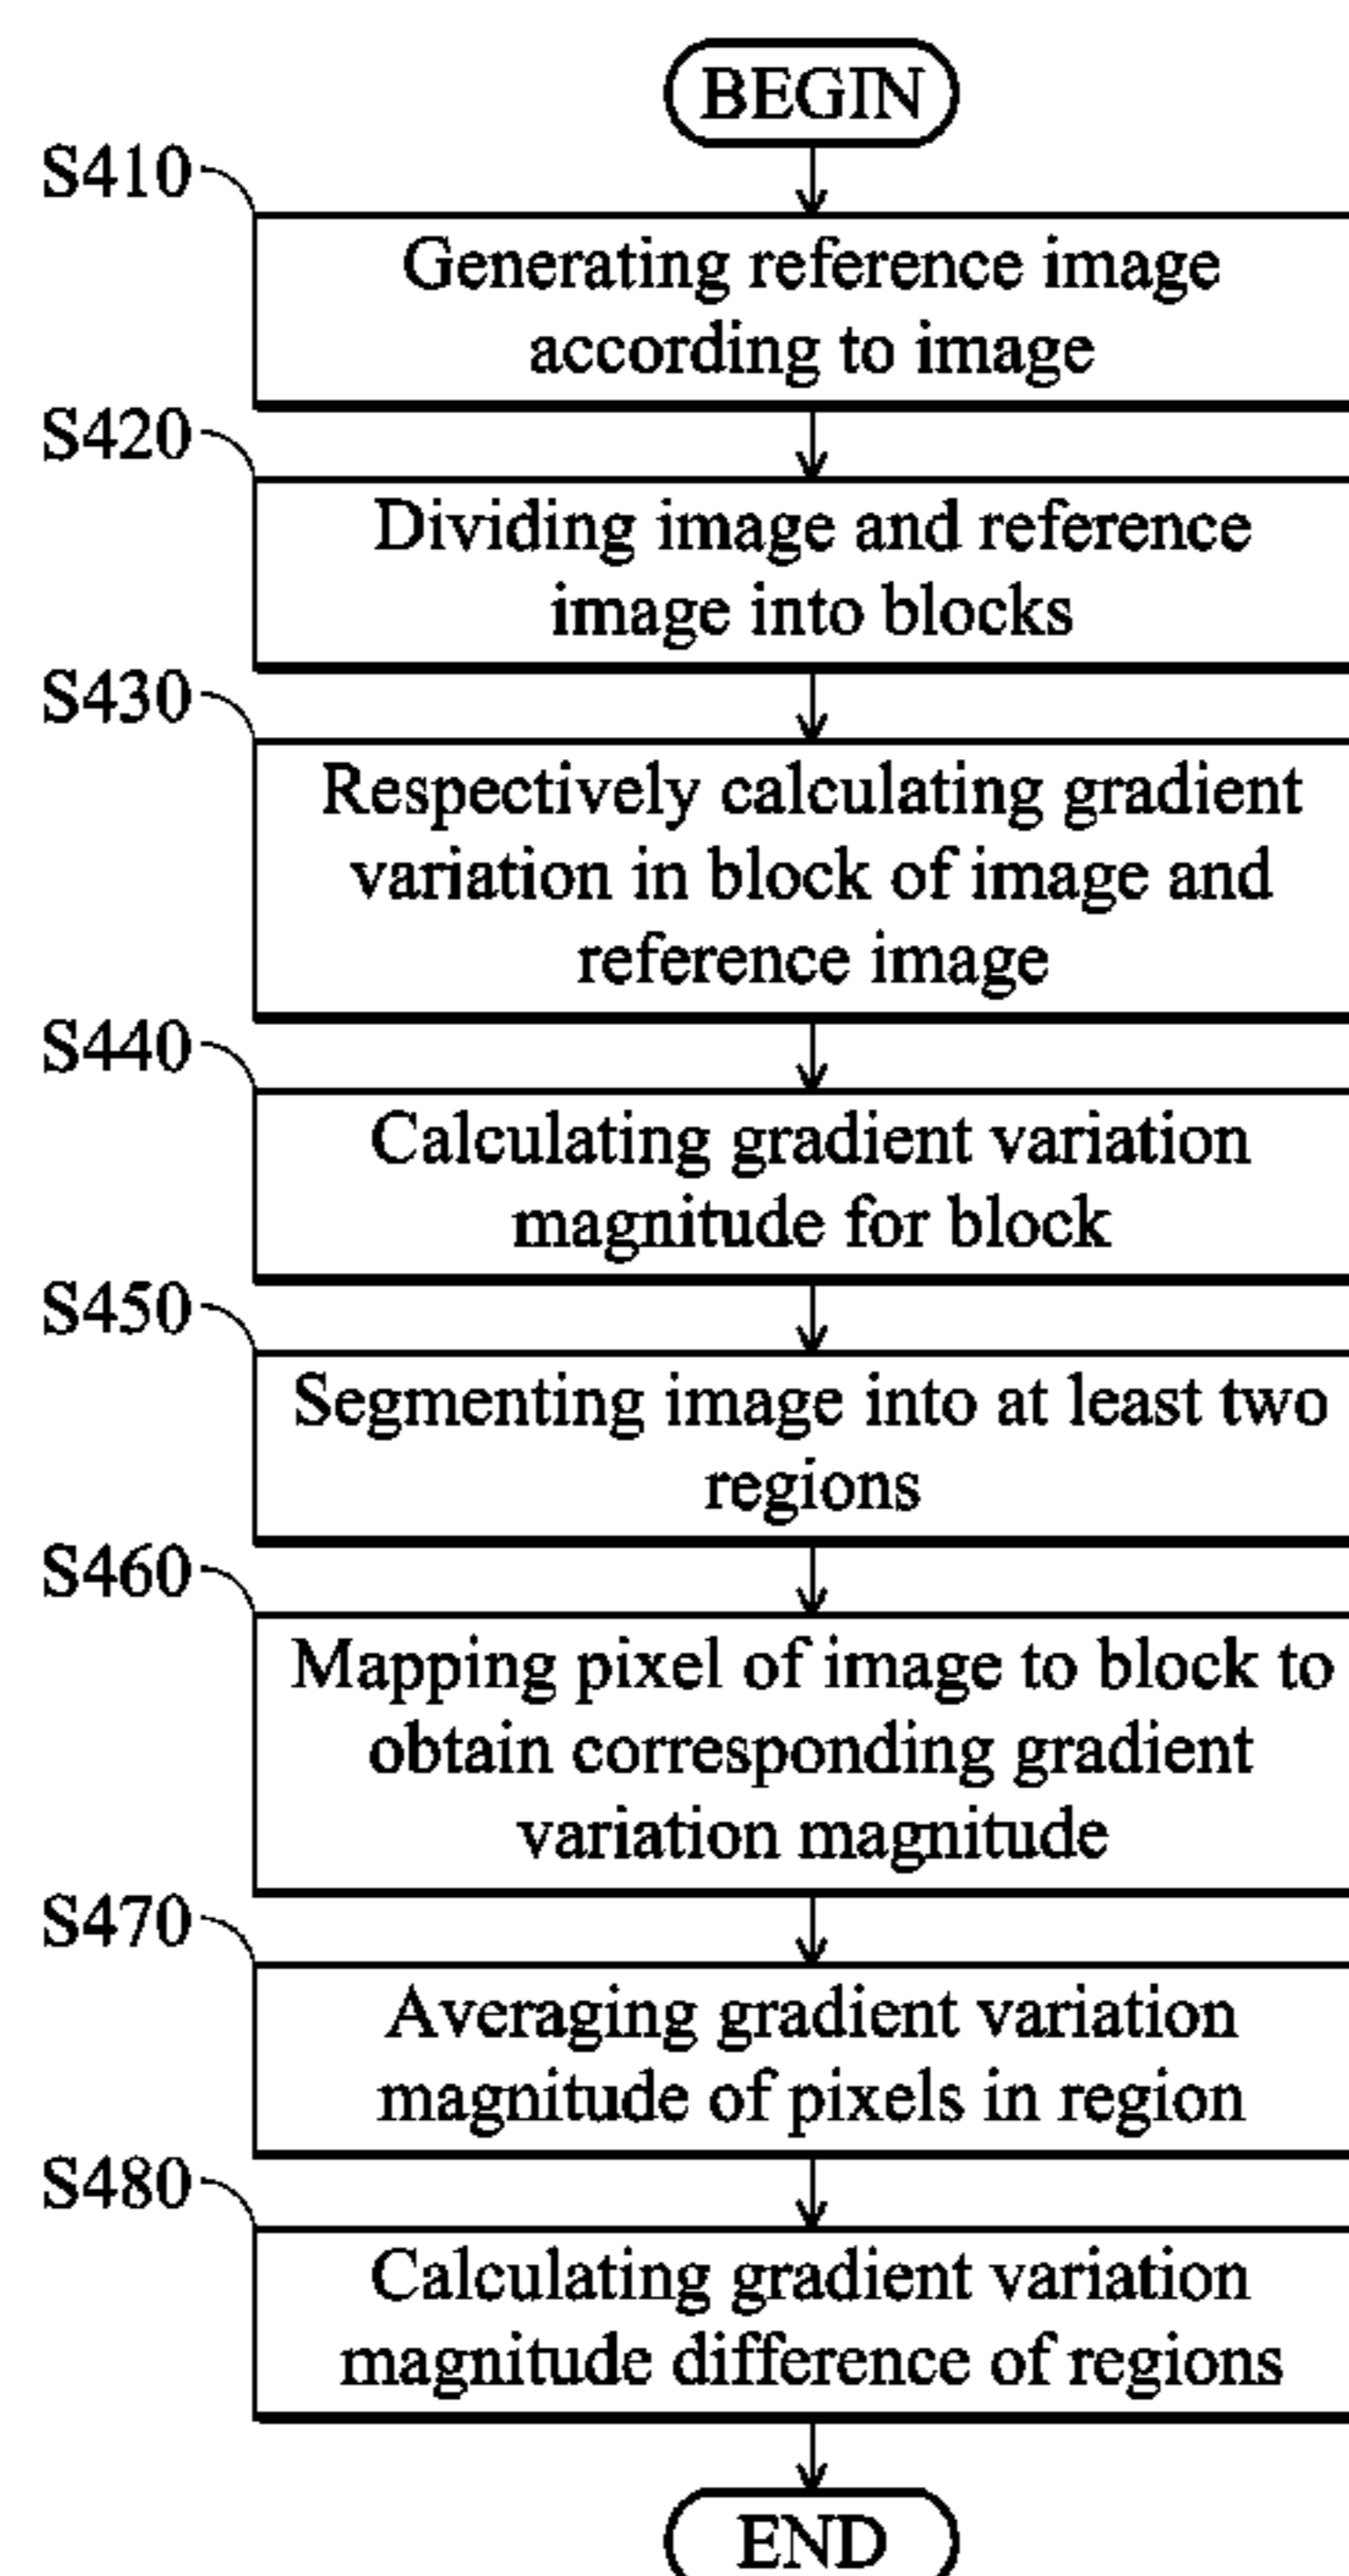 BEGIN
S410
Generating reference image
according to image
S420
Dividing image and reference
image into blocks
S430
Respectively calculating gradient
variation in block of image and
reference image
S440
Calculating gradient variation
magnitude for block
S450
Segmenting image into at least two
regions
S460
Mapping pixel of image to block to
obtain corresponding gradient
variation magnitude
S470
Averaging gradient variation
magnitude of pixels in region
S480
Calculating gradient variation
magnitude difference of regions
END